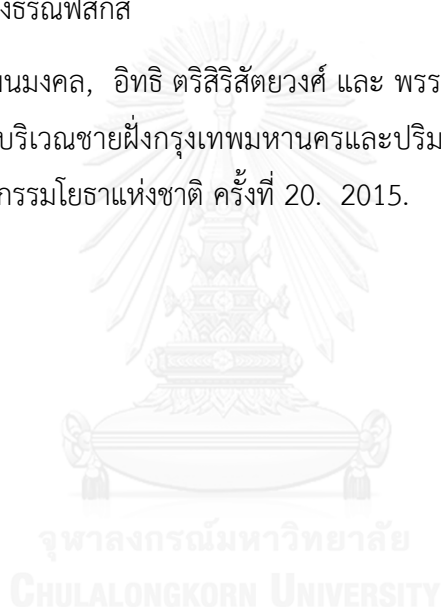 งธรณีฟิสิกส์
นมงคล, อิทธิ ตรีสิริสัตยวงศ์ และ พรร
บริเวณชายฝั่งกรุงเทพมหานครและปริม
กรรมโยธาแห่งชาติ ครั้งที่ 20. 2015.
จุฬาลงกรณ์มหาวิทยาลัย
CHULALONGKORN UNIVERSITY